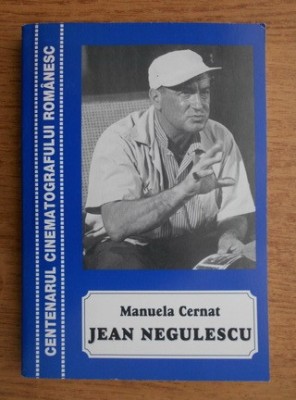 CENTENARUL CINEMATOGRAFULUI ROMÂNESC
Manuela Cernat
JEAN NEGULESCU